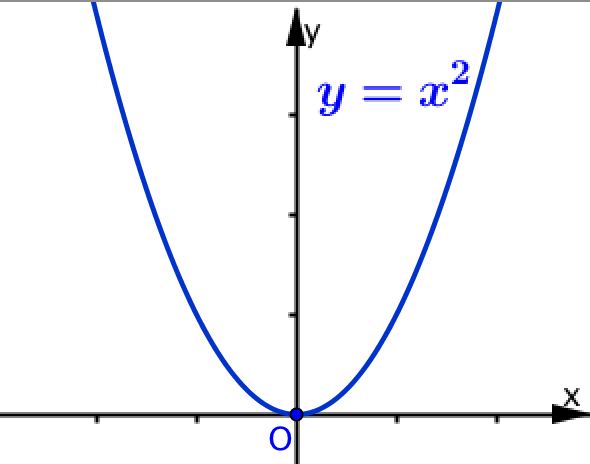 y
y = x²
x
O